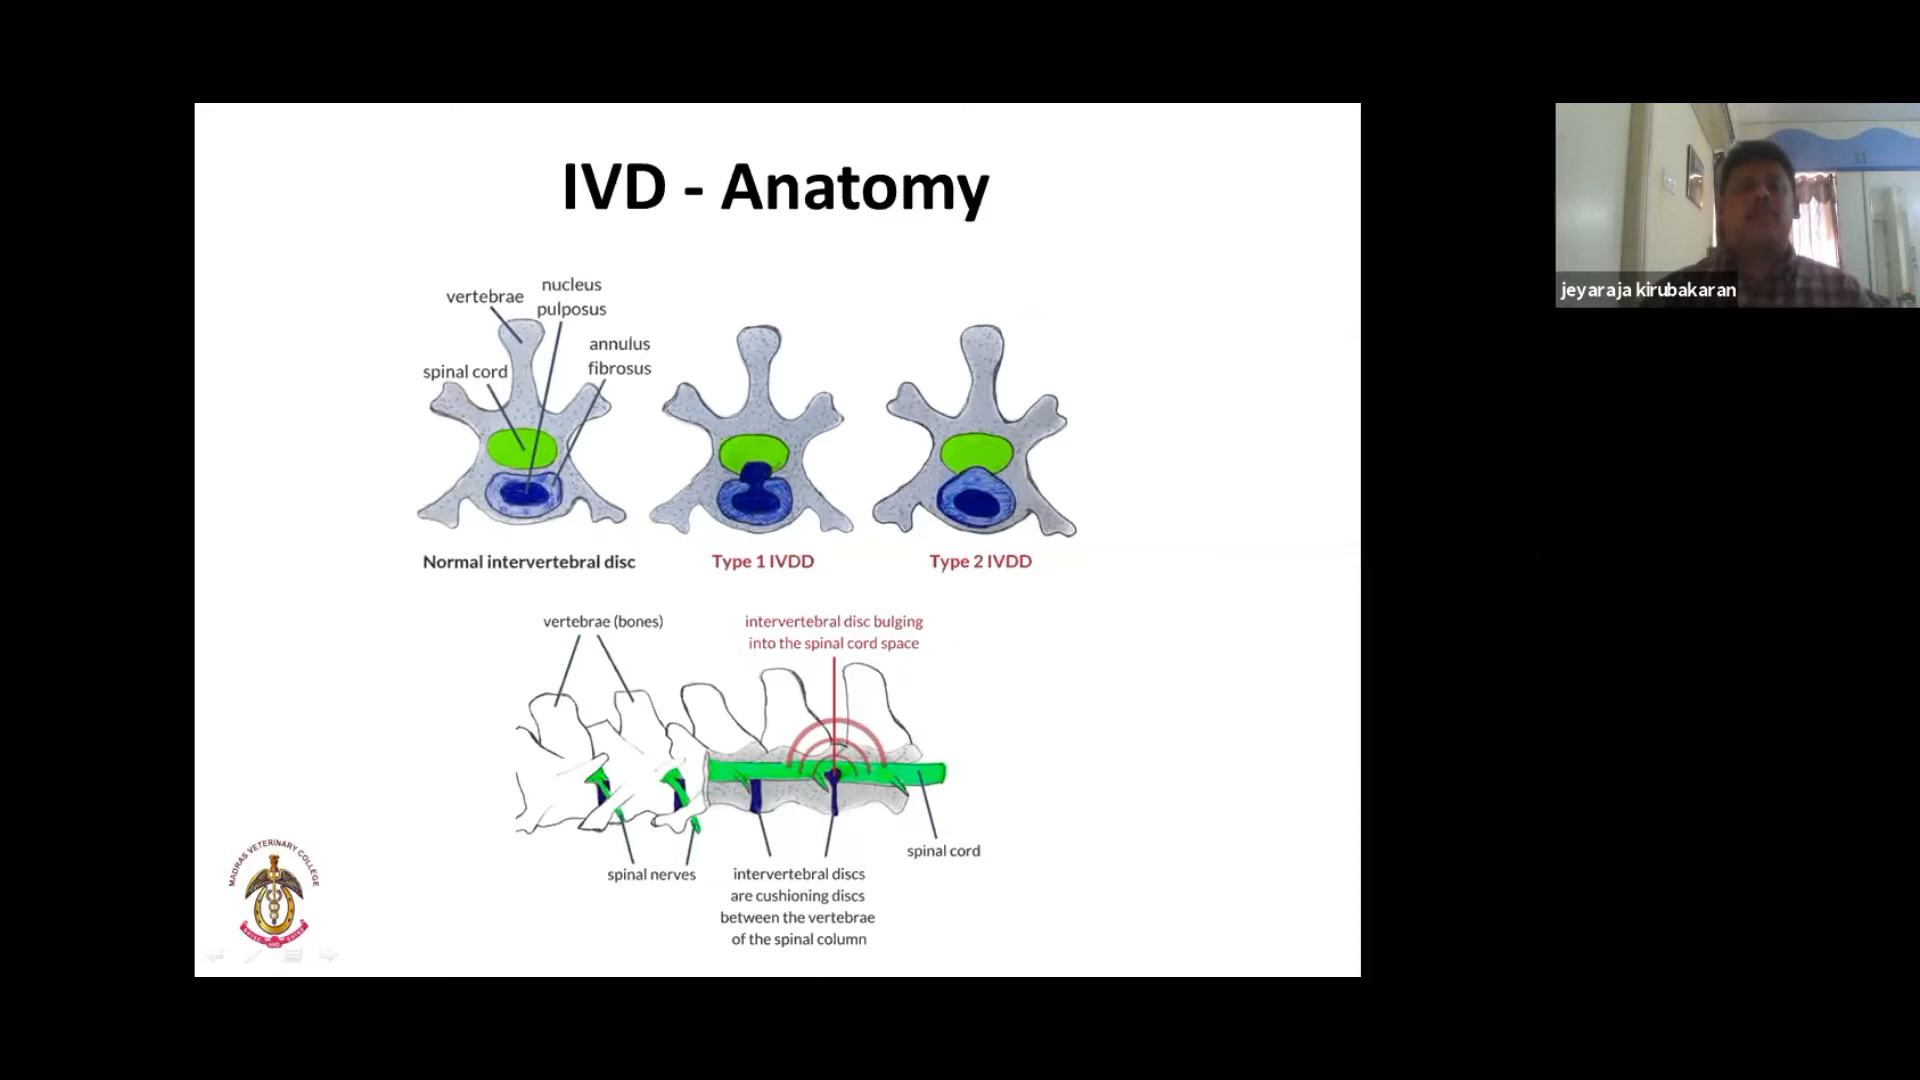 IVD - Anatomy
vertebrae
nucleus
pulposus
annulus
fibrosus
spinal cord
Normal intervertebral disc
Type 1 IVDD
Type 2 IVDD
vertebrae (bones)
intervertebral disc bulging
into the spinal cord space
spinal nerves
intervertebral discs
are cushioning discs
between the vertebrae
of the spinal column
spinal cord
MADRAS VETERINARY COLLEGE
jeyaraja kirubakaran